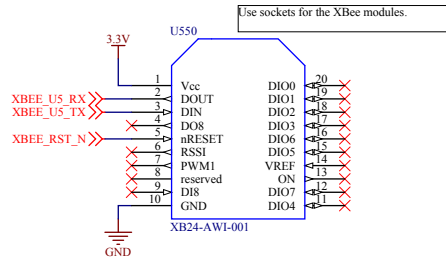 Use sockets for the XBee modules.
U550
3.3V
1 Vcc DIO0 20
XBEE_U5_RX 2 DOUT DIO1 19
XBEE_U5_TX 3 DIN DIO2 18
4 DO8 DIO3 17
XBEE_RST_N 5 nRESET DIO6 16
6 RSSI DIO5 15
7 PWM1 VREF 14
8 reserved ON 13
9 DI8 DIO7 12
10 GND DIO4 11
XB24-AWI-001
GND